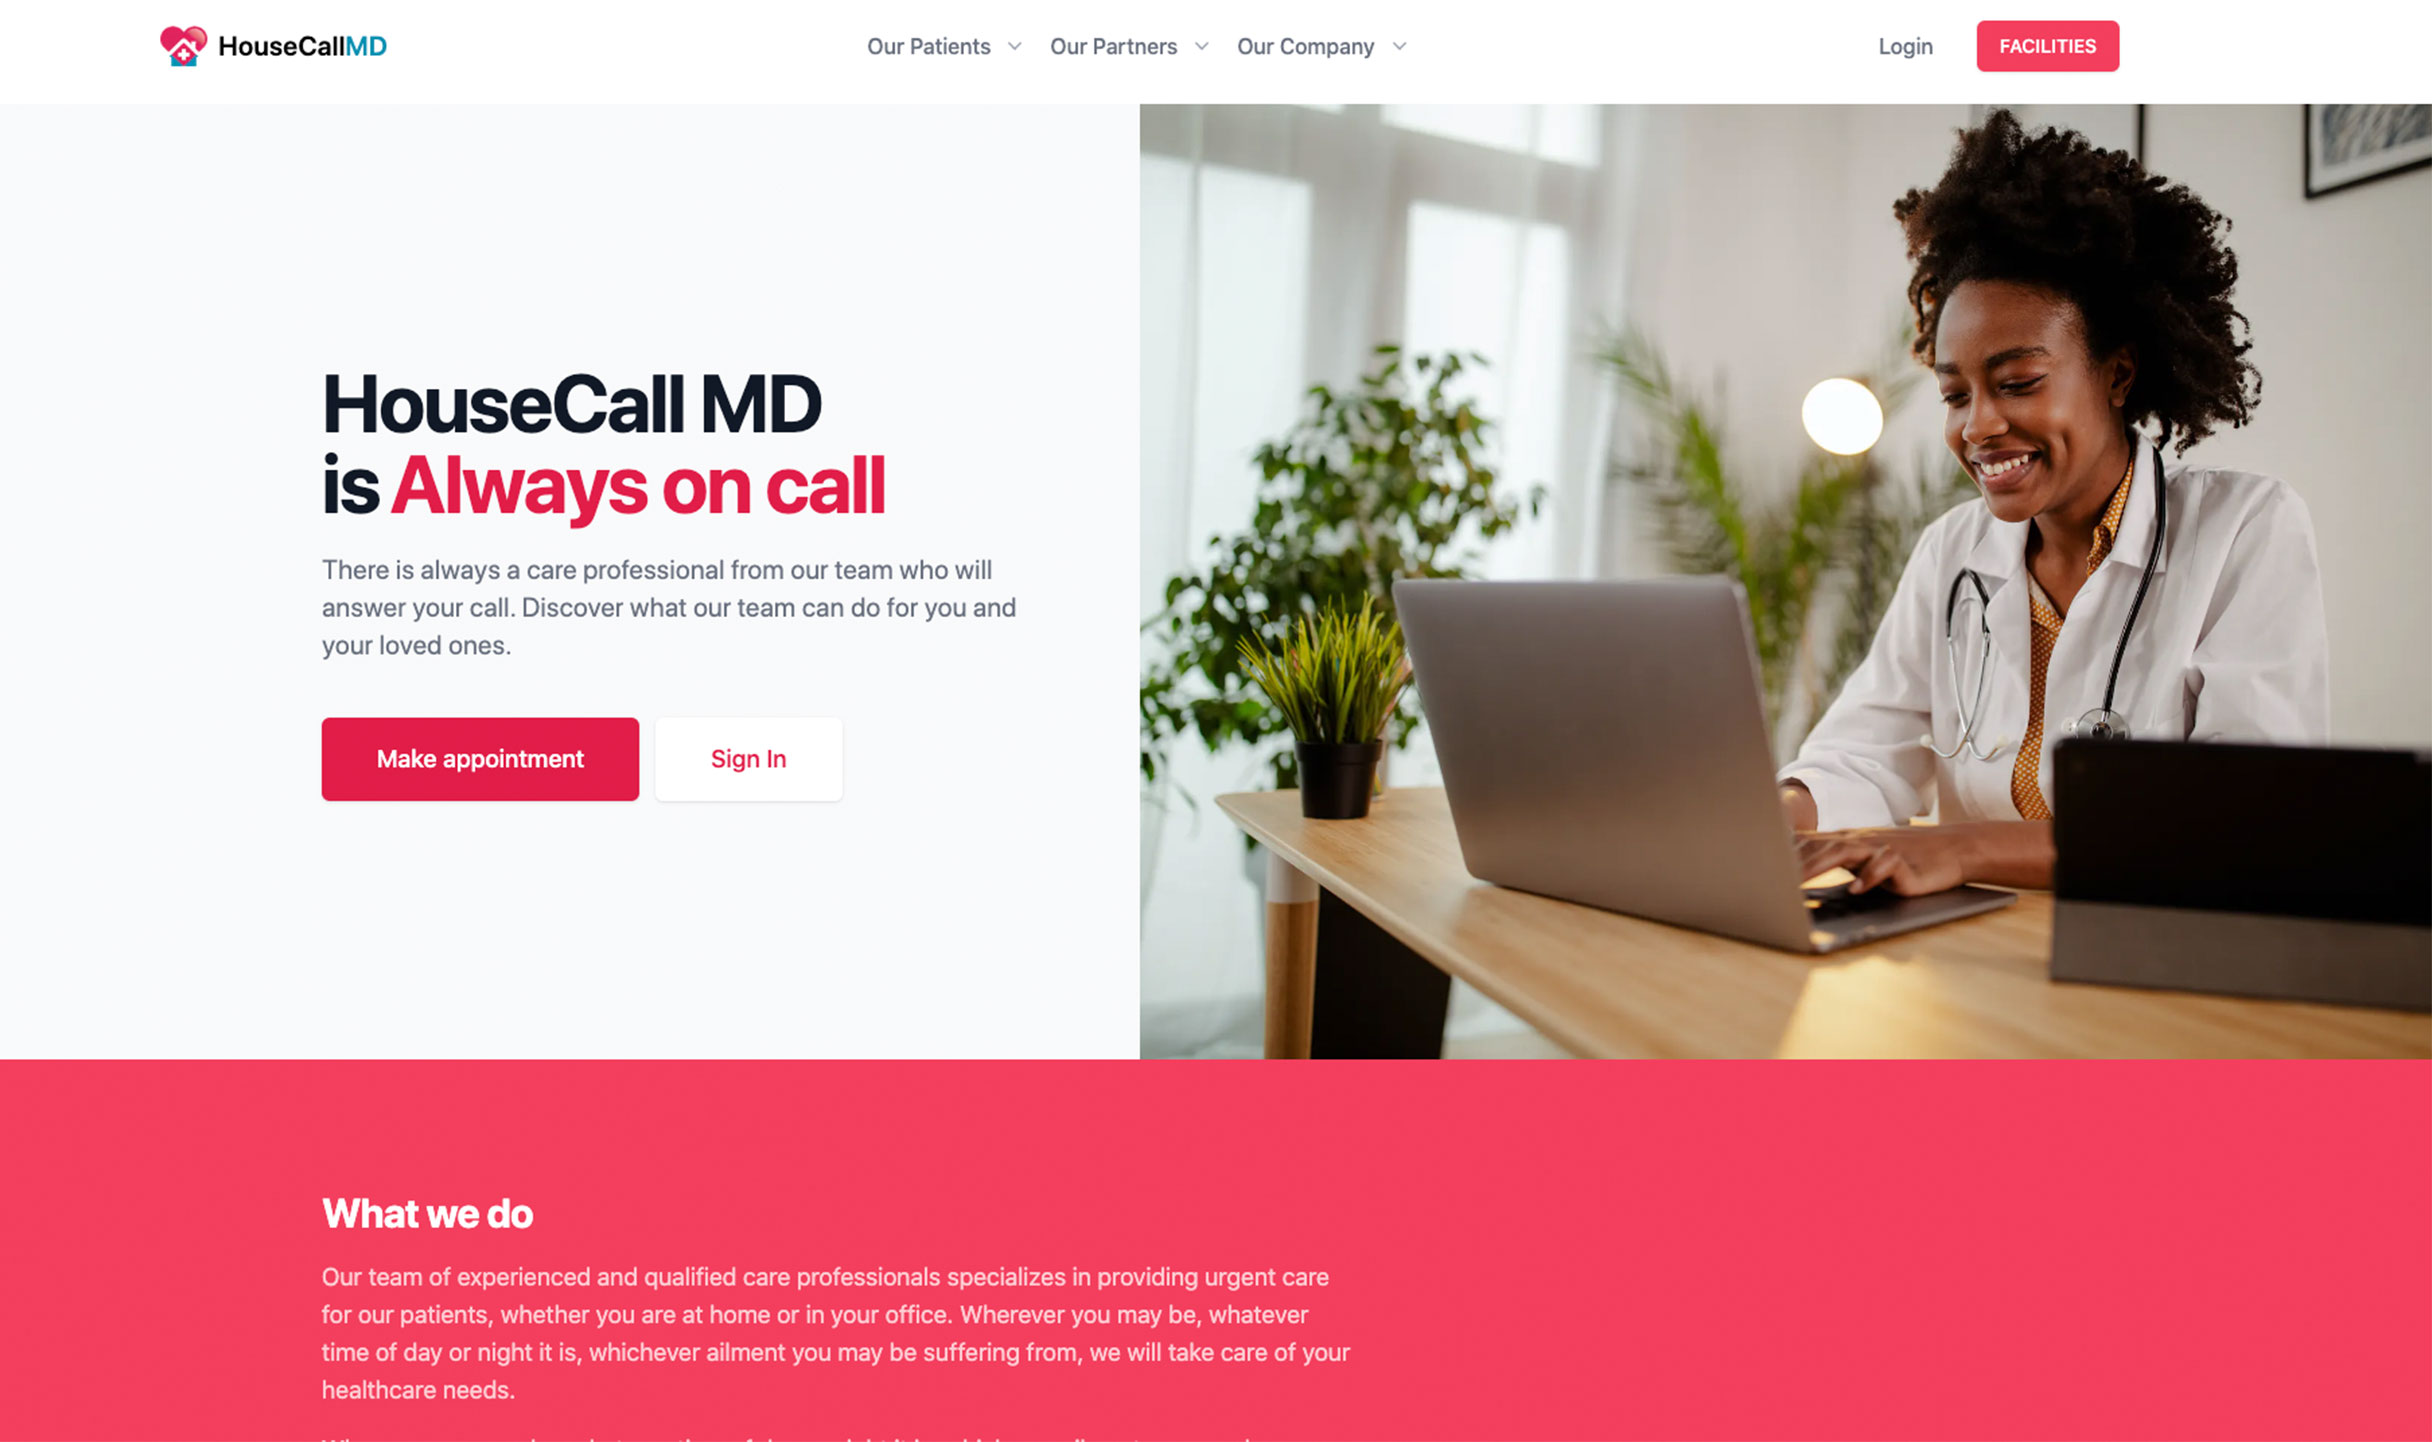 HouseCallMD
Our Patients
Our Partners
Our Company
Login
FACILITIES
HouseCall MD
is Always on call
There is always a care professional from our team who will
answer your call. Discover what our team can do for you and
your loved ones.
Make appointment
Sign In
What we do
Our team of experienced and qualified care professionals specializes in providing urgent care
for our patients, whether you are at home or in your office. Wherever you may be, whatever
time of day or night it is, whichever ailment you may be suffering from, we will take care of your
healthcare needs.